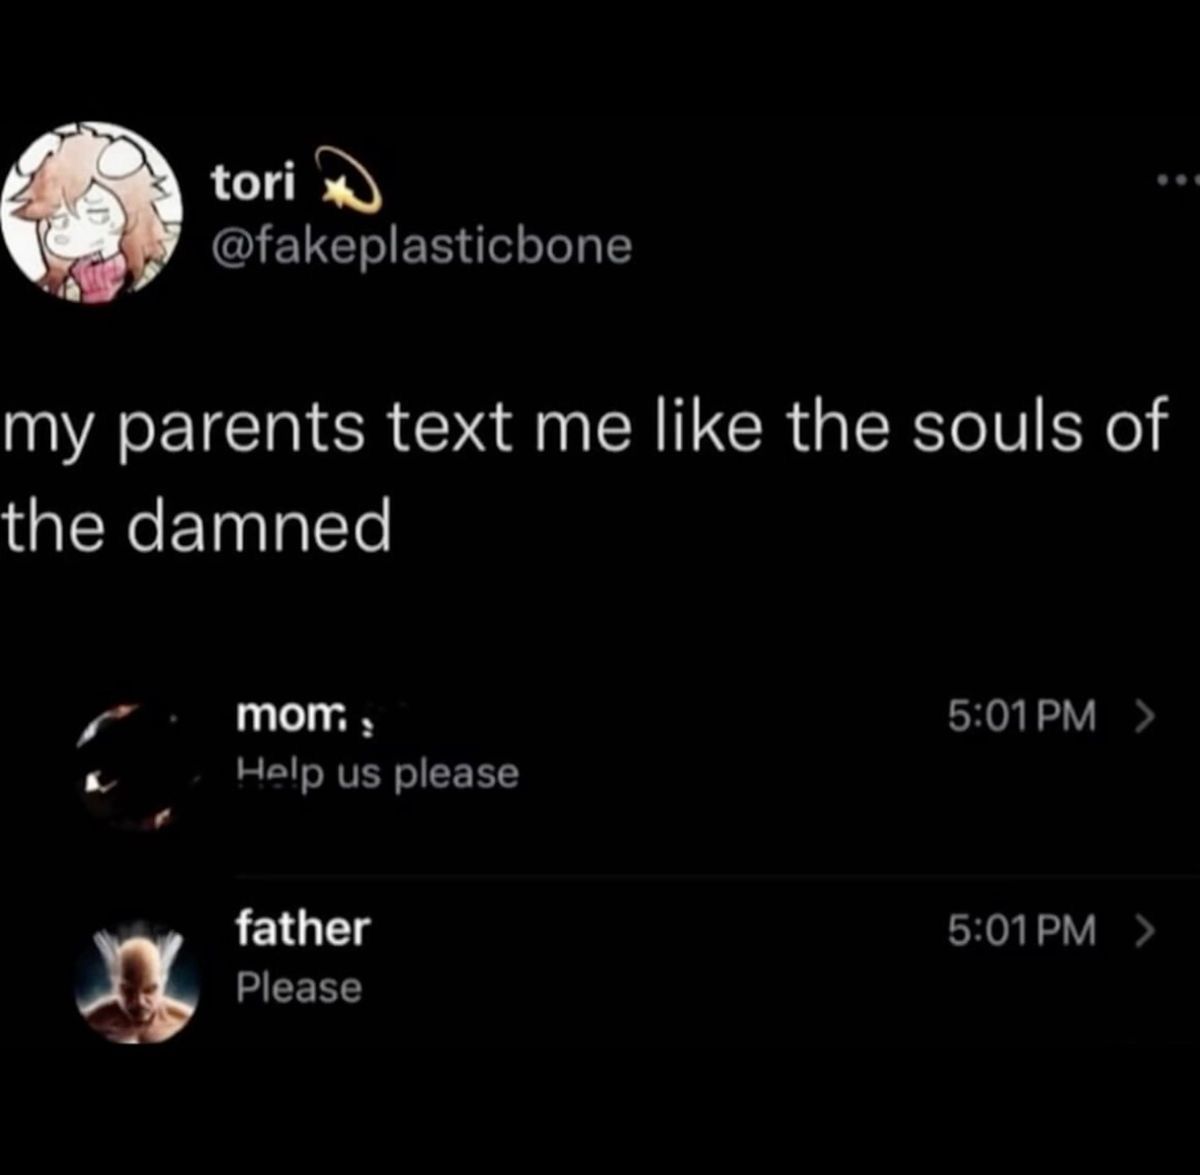 tori 💫
@fakeplasticbone
my parents text me like the souls of
the damned
mom
5:01 PM
Help us please
father
5:01 PM
Please